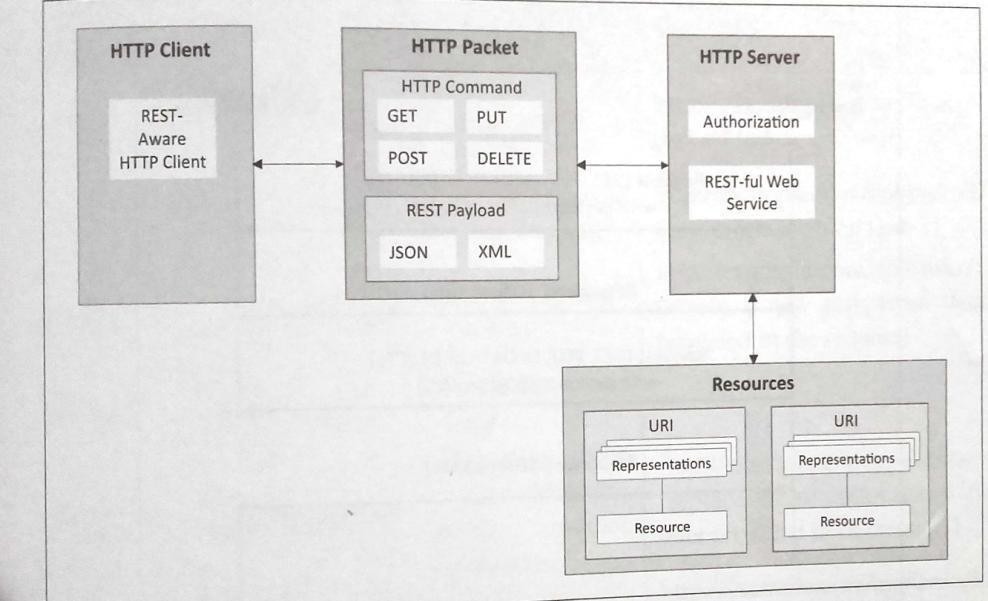 HTTP Client
REST-
Aware
HTTP Client
HTTP Packet
HTTP Command
GET
PUT
POST
DELETE
REST Payload
JSON
XML
HTTP Server
Authorization
REST-ful Web
Service
Resources
URI
Representations
Resource
URI
Representations
Resource